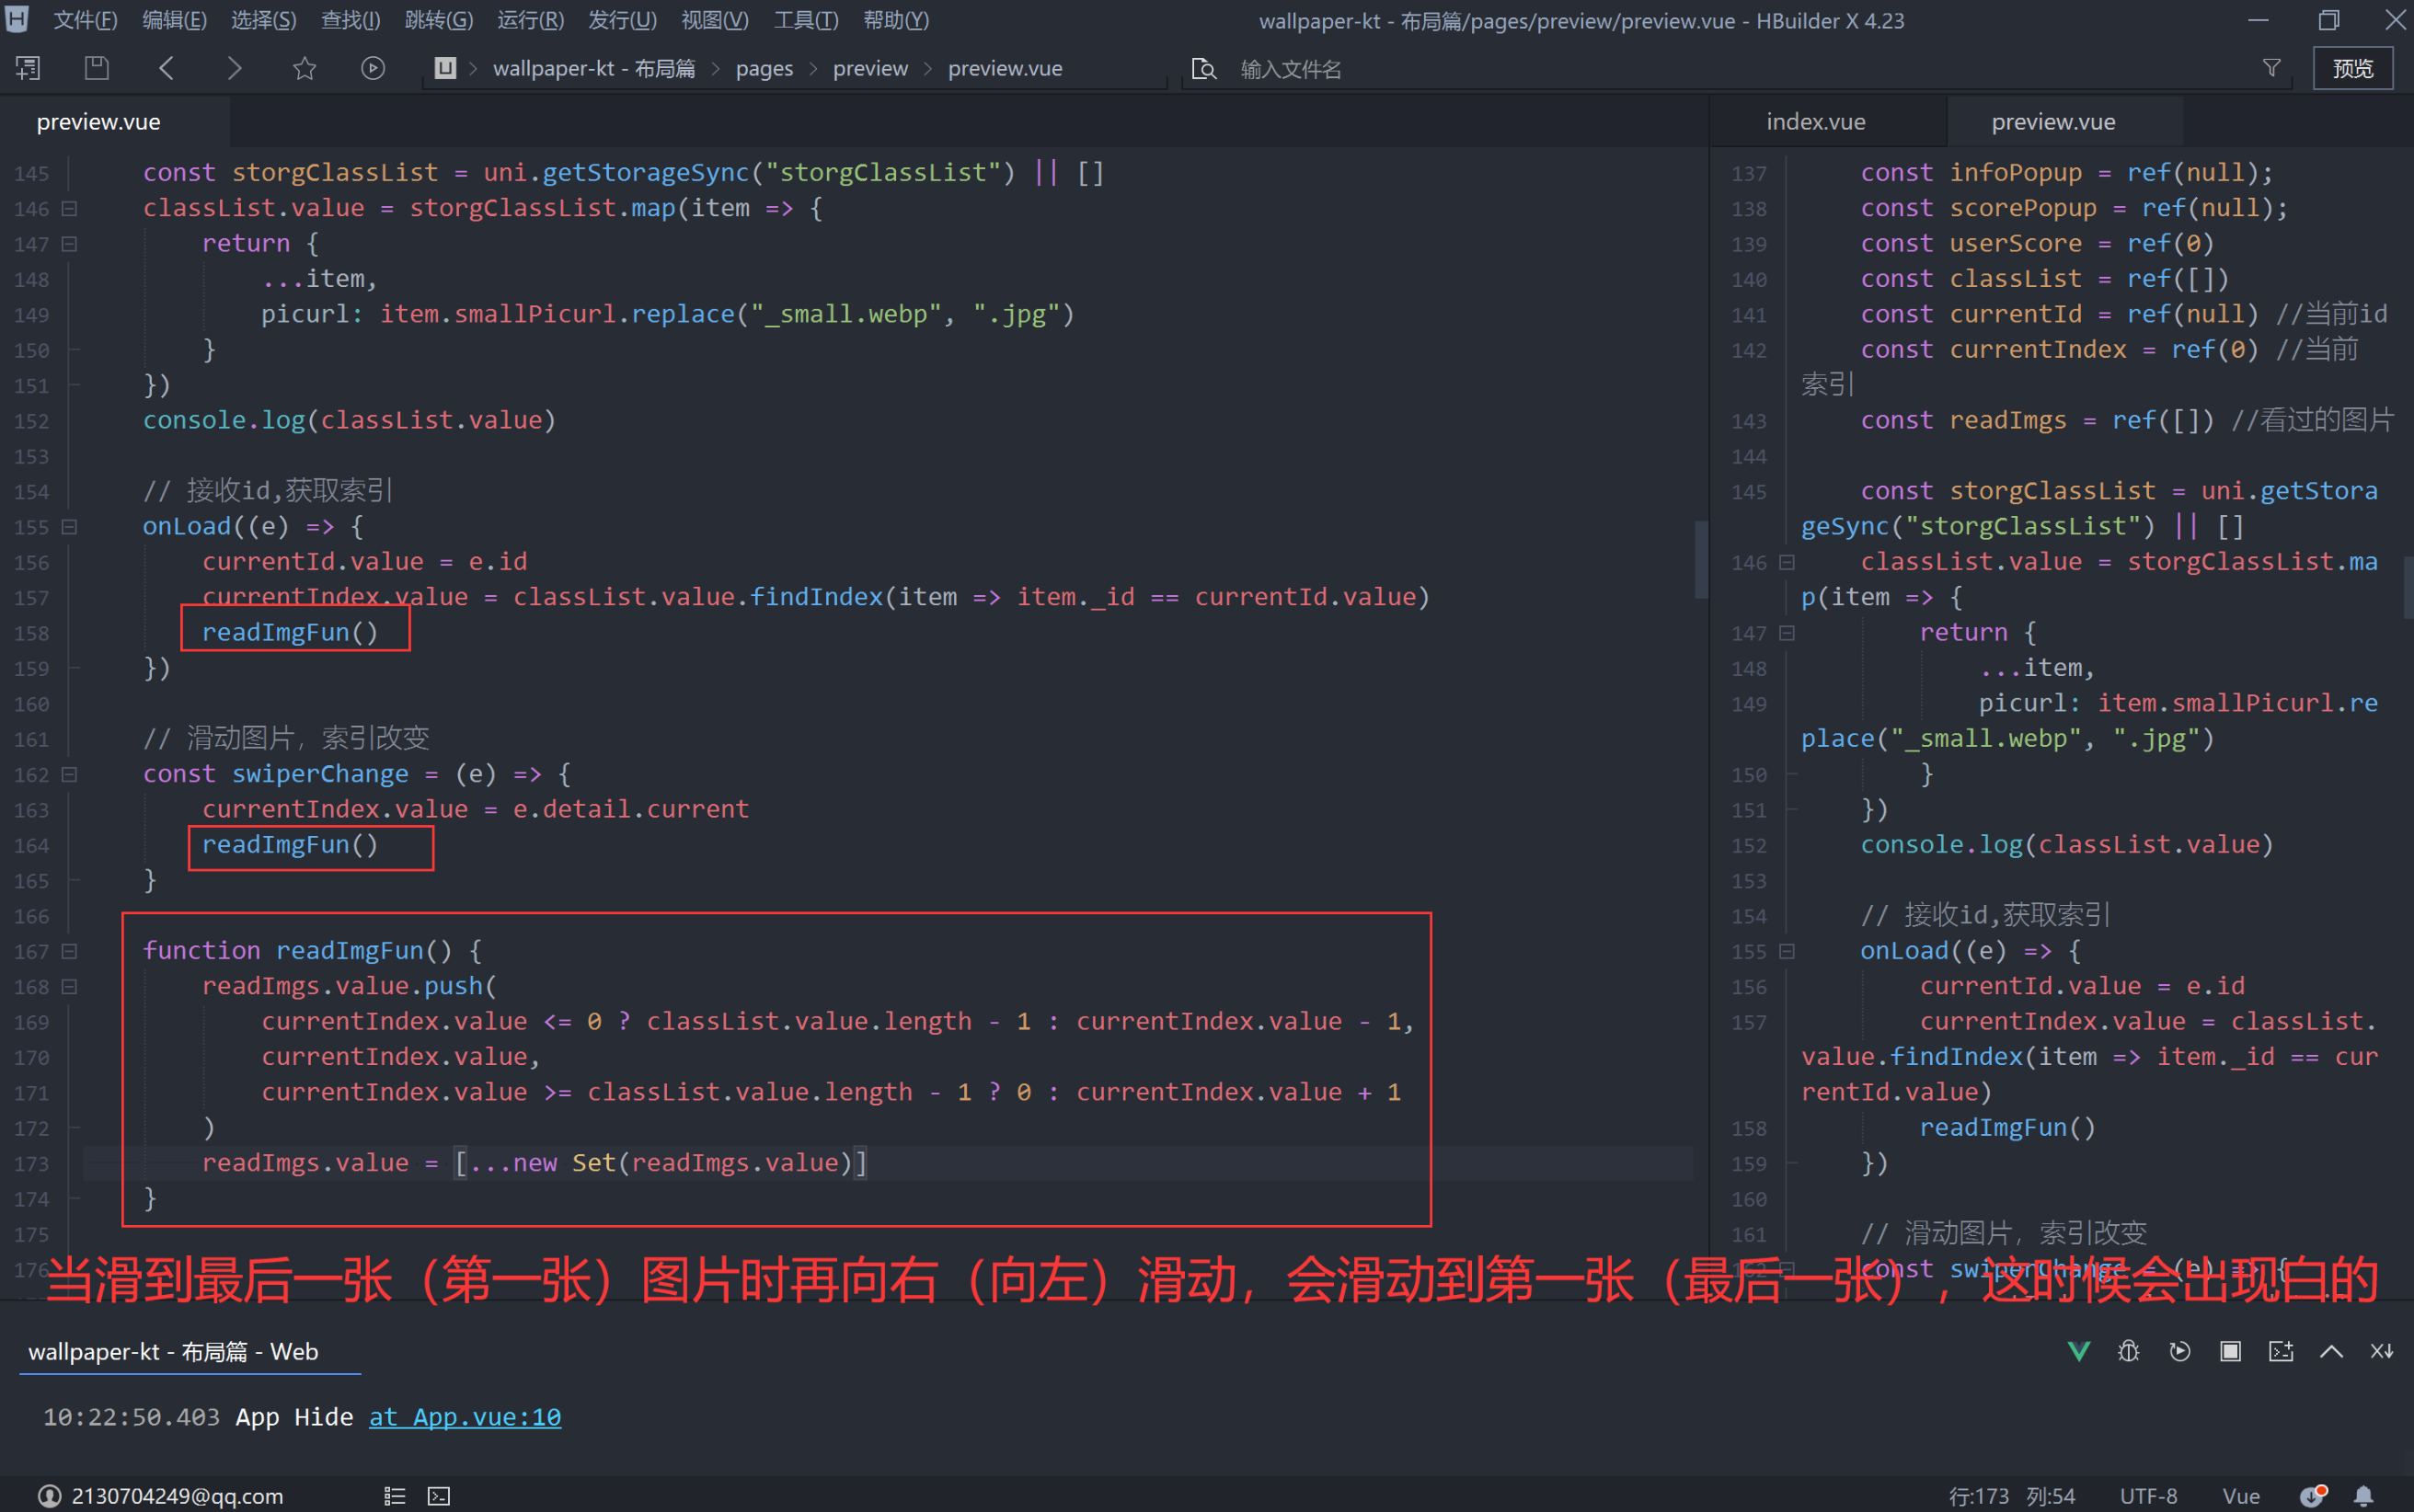 文件(F) 编辑(E) 选择(S) 查找(I) 跳转(G) 运行(R) 发行(U) 视图(V) 工具(T) 帮助(Y) wallpaper-kt - 布局篇/pages/preview/preview.vue - HBuilder X 4.23
wallpaper-kt - 布局篇 > pages > preview > preview.vue 输入文件名 预览
preview.vue
145 const storgClassList = uni.getStorageSync("storgClassList") || []
146 classList.value = storgClassList.map(item => {
147 return {
148 ...item,
149 picurl: item.smallPicurl.replace("_small.webp", ".jpg")
150 }
151 })
152 console.log(classList.value)
153
154 // 接收id,获取索引
155 onLoad((e) => {
156 currentId.value = e.id
157 currentIndex.value = classList.value.findIndex(item => item._id == currentId.value)
158 readImgFun()
159 })
160
161 // 滑动图片，索引改变
162 const swiperChange = (e) => {
163 currentIndex.value = e.detail.current
164 readImgFun()
165 }
166
167 function readImgFun() {
168 readImgs.value.push(
169 currentIndex.value <= 0 ? classList.value.length - 1 : currentIndex.value - 1,
170 currentIndex.value,
171 currentIndex.value >= classList.value.length - 1 ? 0 : currentIndex.value + 1
172 )
173 readImgs.value = [...new Set(readImgs.value)]
174 }
175
176
index.vue preview.vue
137 const infoPopup = ref(null);
138 const scorePopup = ref(null);
139 const userScore = ref(0)
140 const classList = ref([])
141 const currentId = ref(null) //当前id
142 const currentIndex = ref(0) //当前
索引
143 const readImgs = ref([]) //看过的图片
144
145 const storgClassList = uni.getStora
geSync("storgClassList") || []
146 classList.value = storgClassList.ma
p(item => {
147 return {
148 ...item,
149 picurl: item.smallPicurl.re
place("_small.webp", ".jpg")
150 }
151 })
152 console.log(classList.value)
153
154 // 接收id,获取索引
155 onLoad((e) => {
156 currentId.value = e.id
157 currentIndex.value = classList.
value.findIndex(item => item._id == cur
rentId.value)
158 readImgFun()
159 })
160
161 // 滑动图片，索引改变
162 const swiperChange = (e) => {
当滑到最后一张（第一张）图片时再向右（向左）滑动，会滑动到第一张（最后一张），这时候会出现白的
wallpaper-kt - 布局篇 - Web
10:22:50.403 App Hide at App.vue:10
2130704249@qq.com 行:173 列:54 UTF-8 Vue